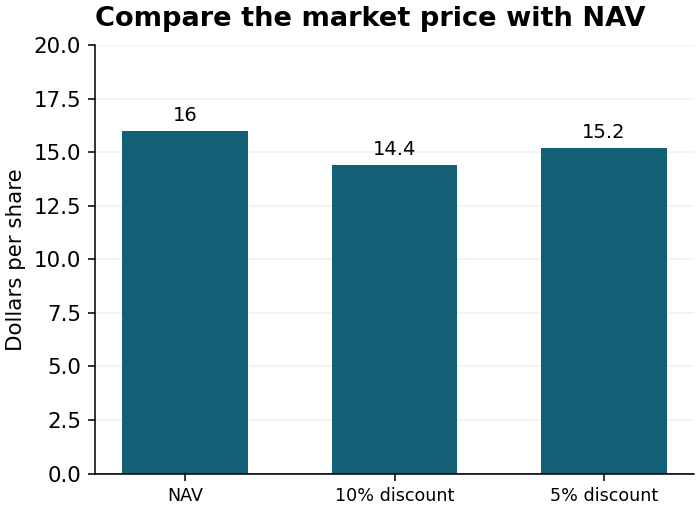 Compare the market price with NAV
Dollars per share
20.0
17.5
15.0
12.5
10.0
7.5
5.0
2.5
0.0
16
14.4
15.2
NAV
10% discount
5% discount